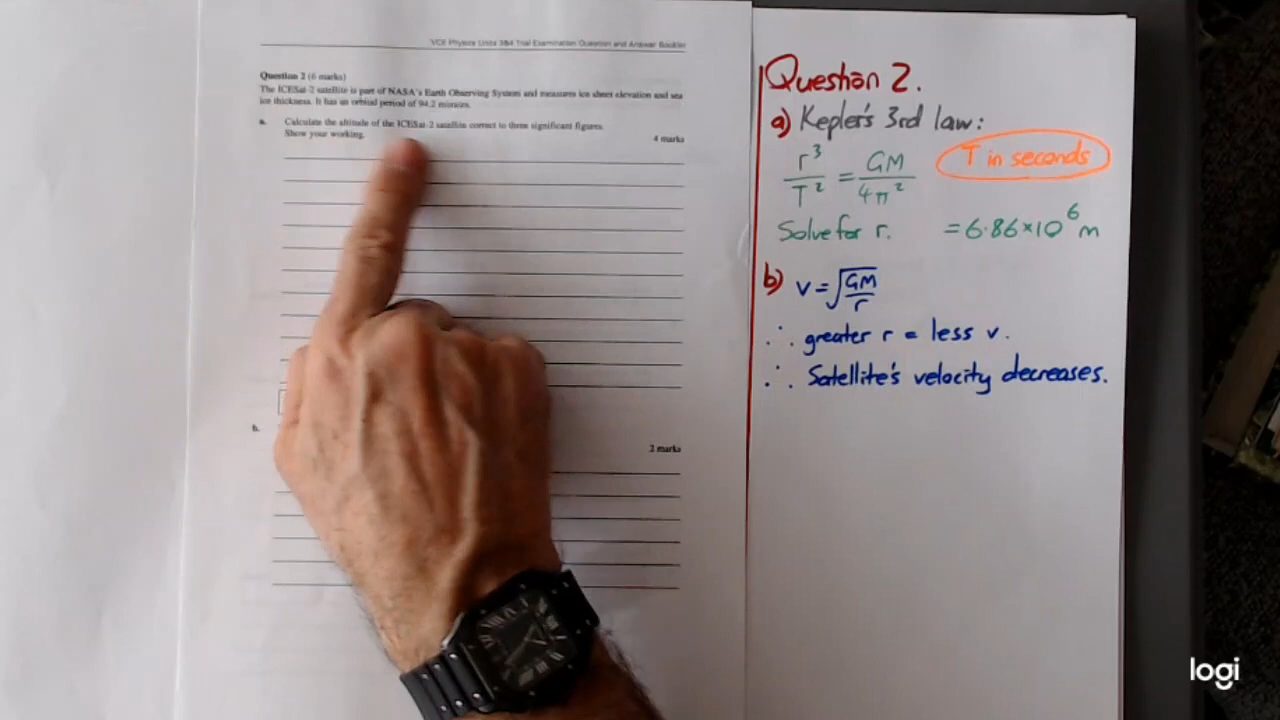 VCE Physics Units 3&4 Trial Examination Question and Answer Booklet
Question 2 (6 marks)
The ICESat-2 satellite is part of NASA's Earth Observing System and measures ice sheet elevation and sea
ice thickness. It has an orbital period of 94.2 minutes.
a. Calculate the altitude of the ICESat-2 satellite correct to three significant figures.
Show your working.
4 marks
b.
2 marks
Question 2.
a) Kepler's 3rd law:
r³/T² = GM/4π²
T in seconds
Solve for r. = 6.86×10⁶ m
b) v = √GM/r
∴ greater r = less v.
∴ Satellite's velocity decreases.
logi